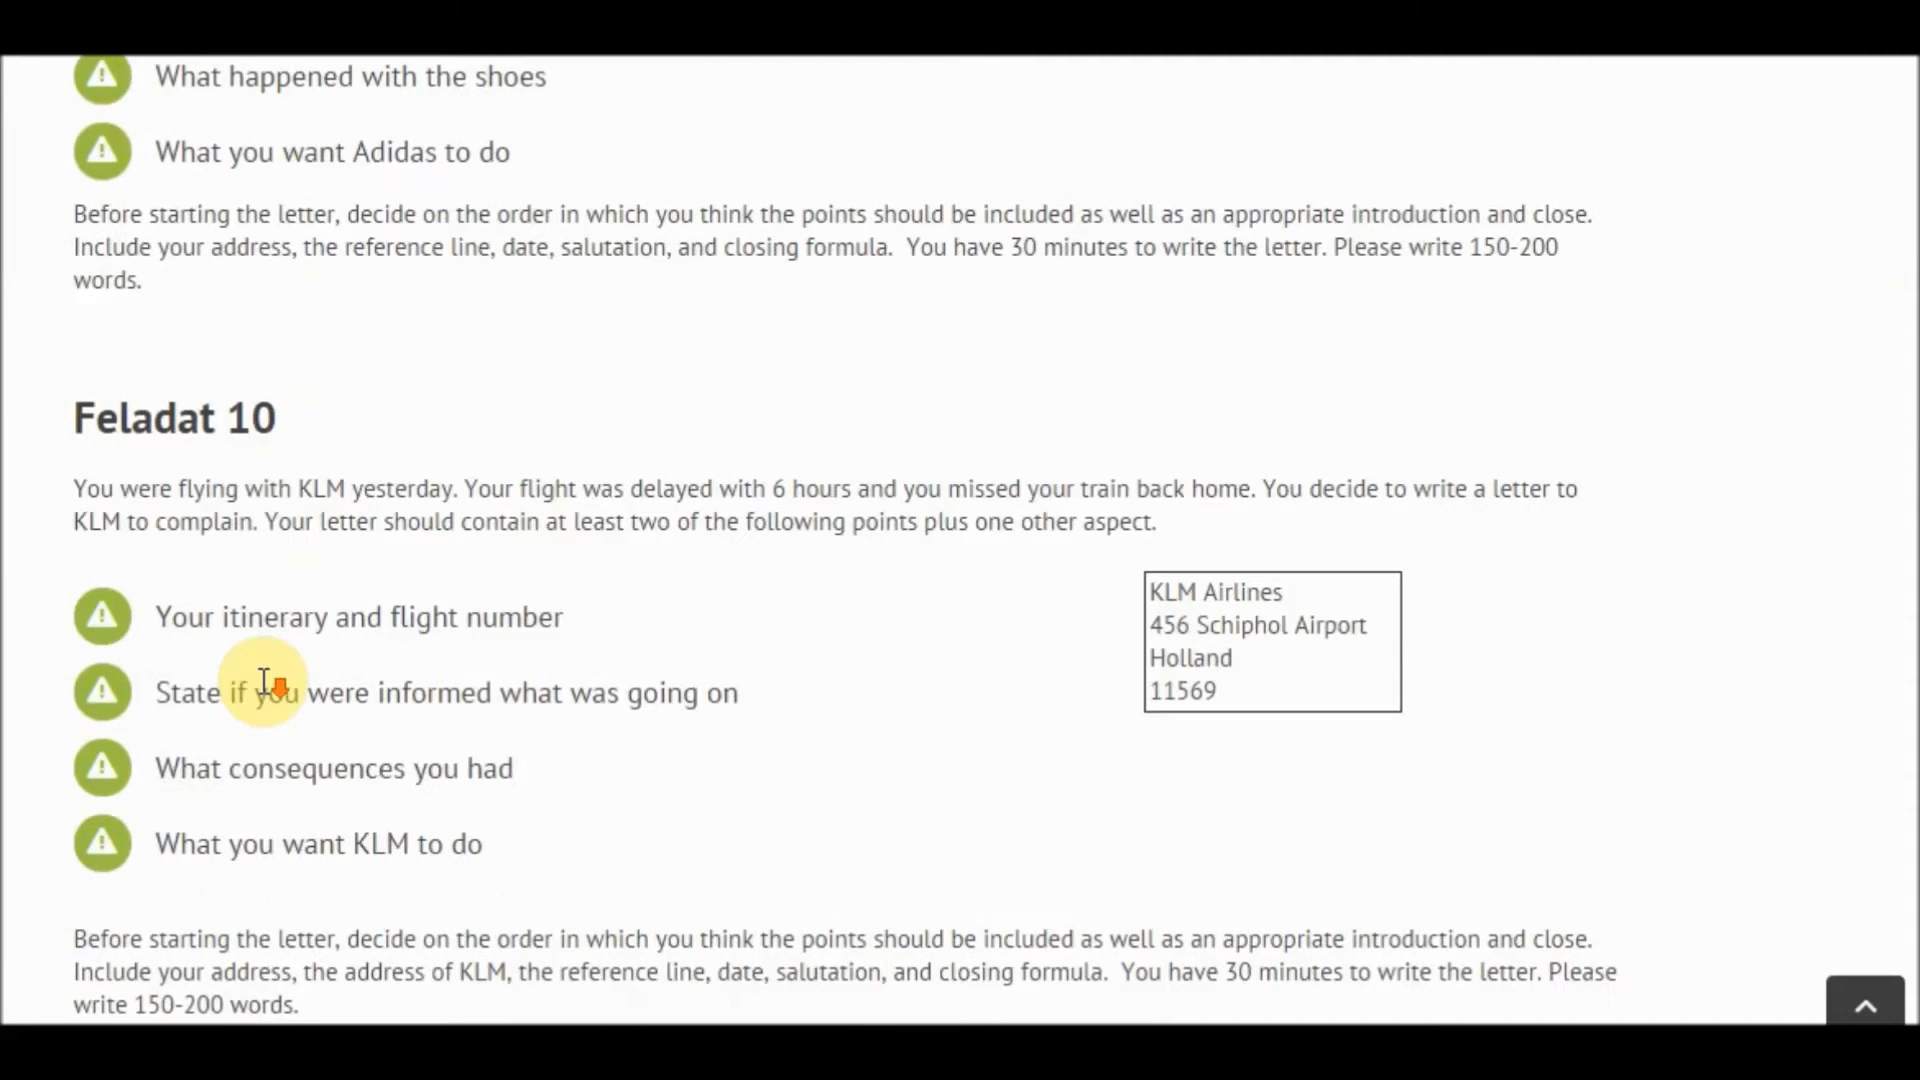 What happened with the shoes
What you want Adidas to do
Before starting the letter, decide on the order in which you think the points should be included as well as an appropriate introduction and close.
Include your address, the reference line, date, salutation, and closing formula.  You have 30 minutes to write the letter. Please write 150-200
words.
Feladat 10
You were flying with KLM yesterday. Your flight was delayed with 6 hours and you missed your train back home. You decide to write a letter to
KLM to complain. Your letter should contain at least two of the following points plus one other aspect.
Your itinerary and flight number
State if you were informed what was going on
What consequences you had
What you want KLM to do
KLM Airlines
456 Schiphol Airport
Holland
11569
Before starting the letter, decide on the order in which you think the points should be included as well as an appropriate introduction and close.
Include your address, the address of KLM, the reference line, date, salutation, and closing formula.  You have 30 minutes to write the letter. Please
write 150-200 words.